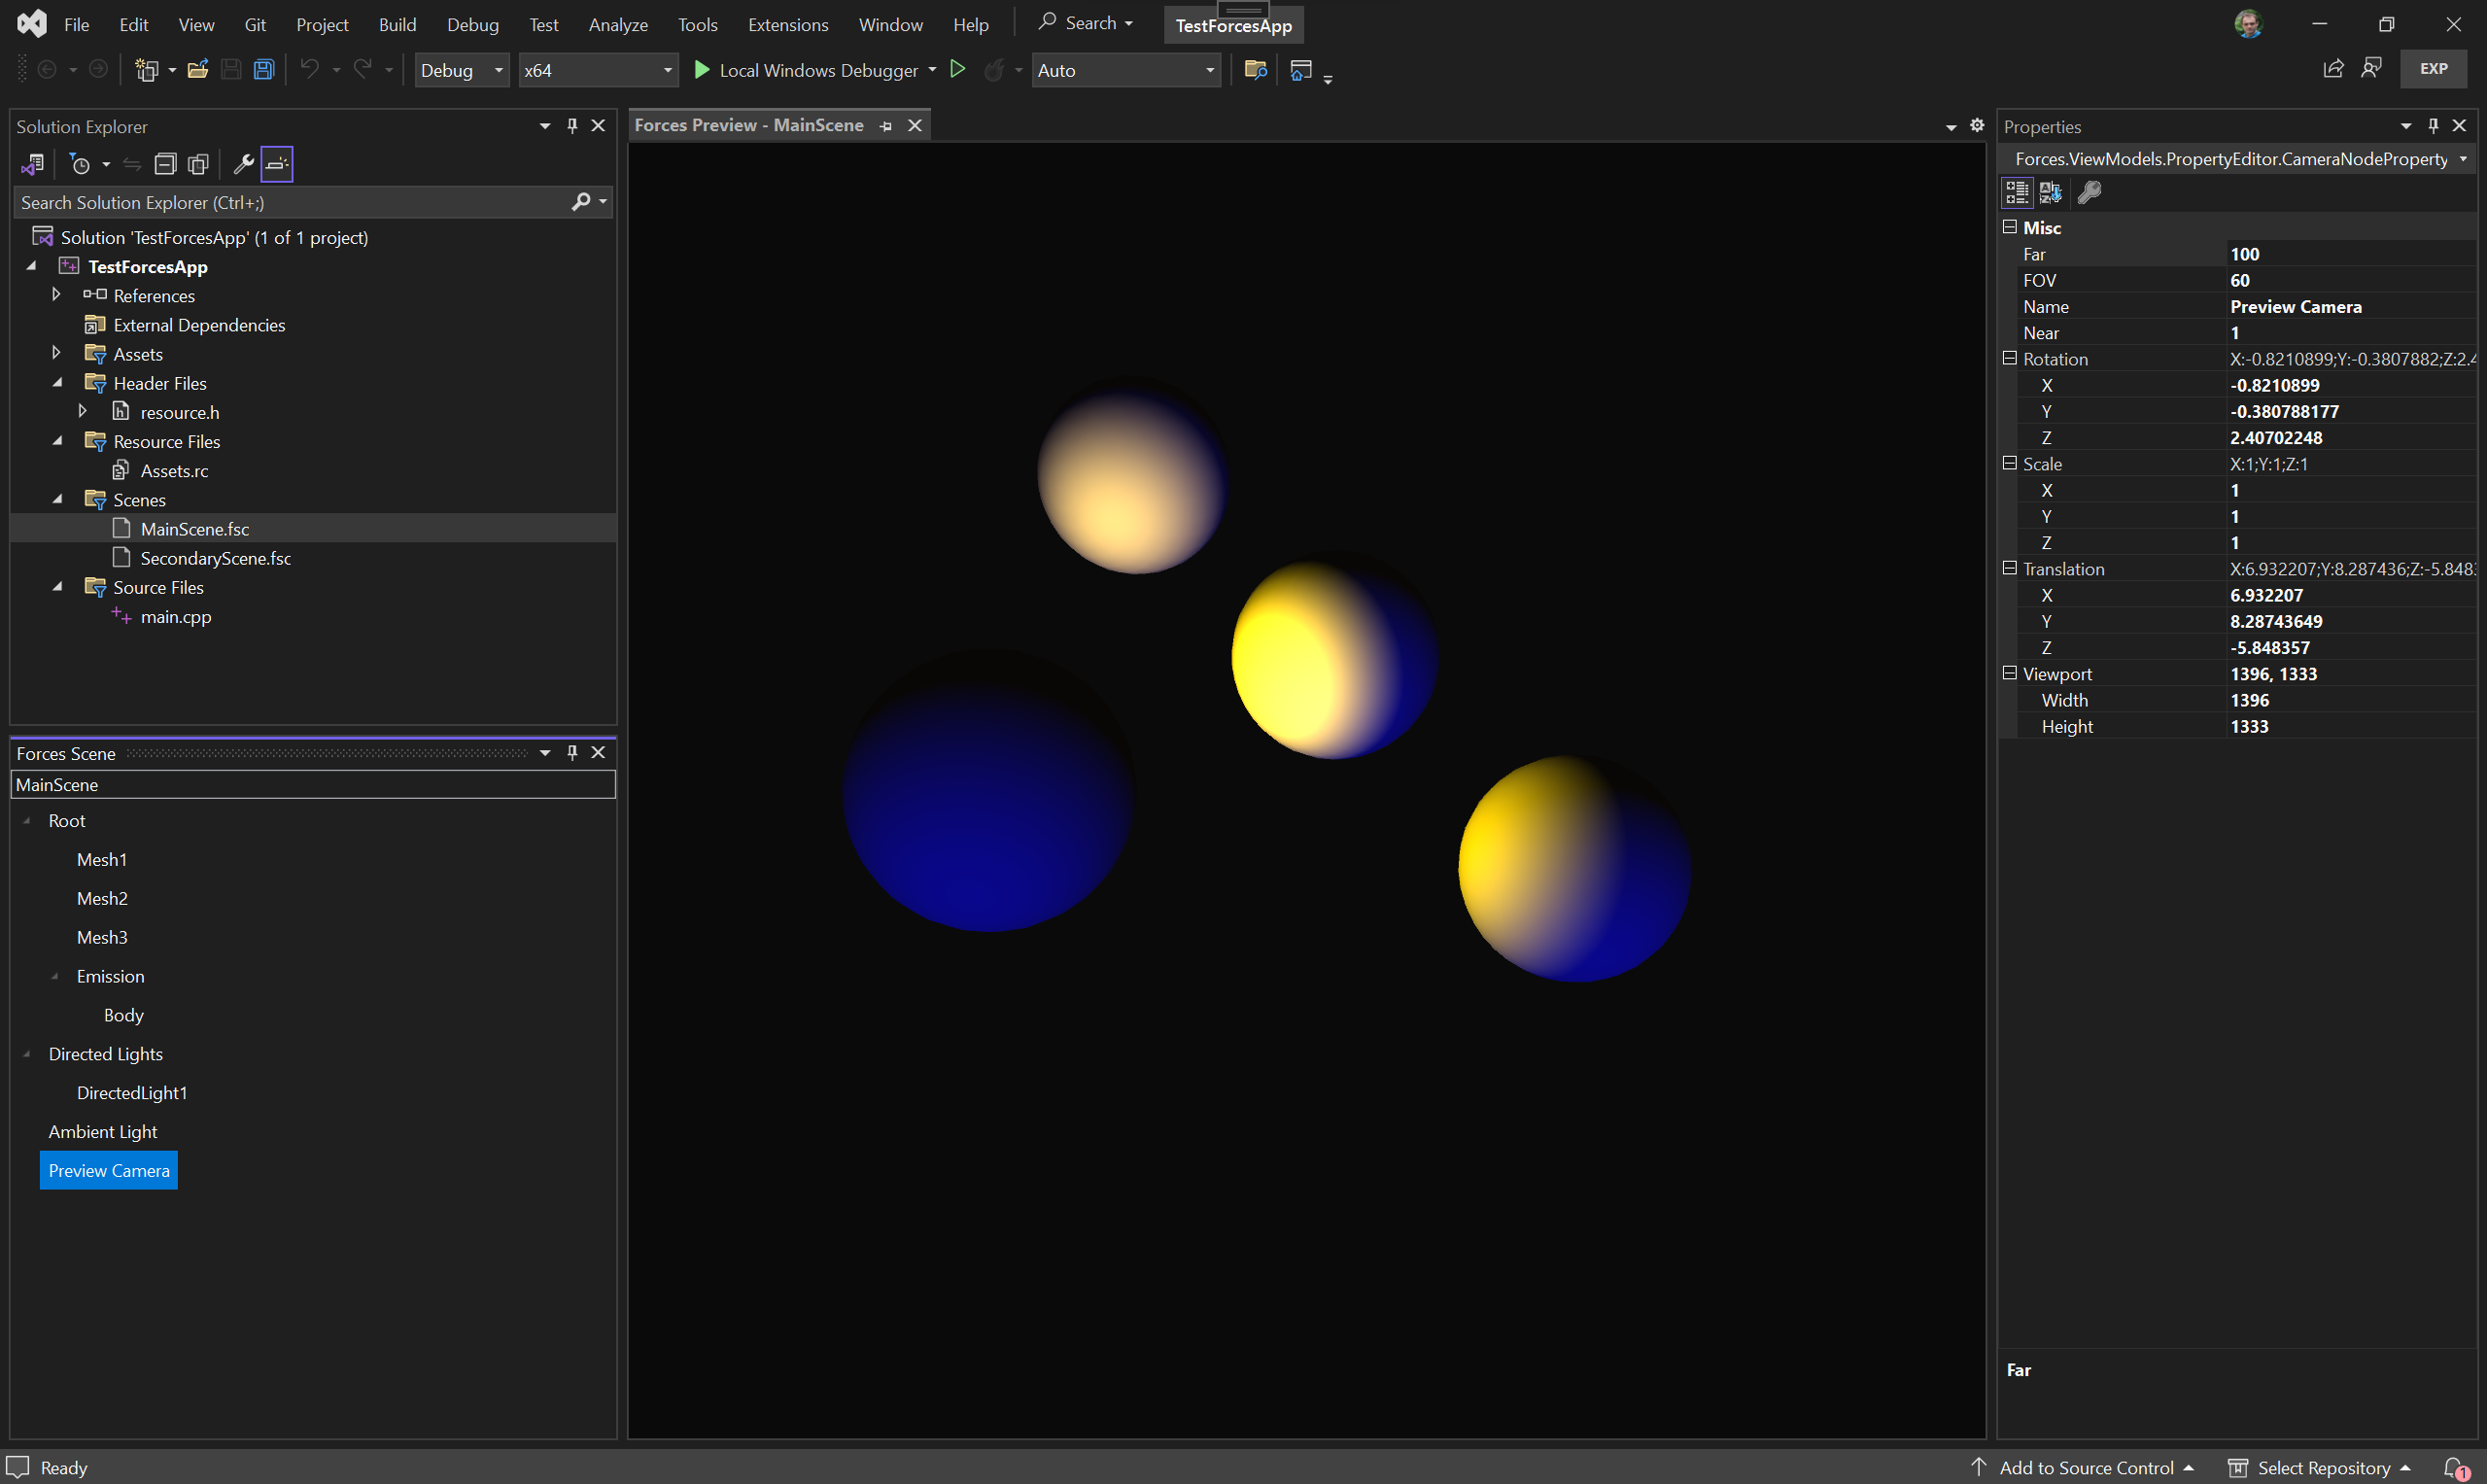 File Edit View Git Project Build Debug Test Analyze Tools Extensions Window Help Search TestForcesApp
Debug x64 Local Windows Debugger Auto EXP
Solution Explorer
Search Solution Explorer (Ctrl+;)
Solution 'TestForcesApp' (1 of 1 project)
TestForcesApp
References
External Dependencies
Assets
Header Files
resource.h
Resource Files
Assets.rc
Scenes
MainScene.fsc
SecondaryScene.fsc
Source Files
main.cpp
Forces Scene
MainScene
Root
Mesh1
Mesh2
Mesh3
Emission
Body
Directed Lights
DirectedLight1
Ambient Light
Preview Camera
Forces Preview - MainScene
Properties
Forces.ViewModels.PropertyEditor.CameraNodeProperty
Misc
Far 100
FOV 60
Name Preview Camera
Near 1
Rotation X:-0.8210899;Y:-0.3807882;Z:2.4
X -0.8210899
Y -0.380788177
Z 2.40702248
Scale X:1;Y:1;Z:1
X 1
Y 1
Z 1
Translation X:6.932207;Y:8.287436;Z:-5.848
X 6.932207
Y 8.28743649
Z -5.848357
Viewport 1396, 1333
Width 1396
Height 1333
Far
Ready Add to Source Control Select Repository 1